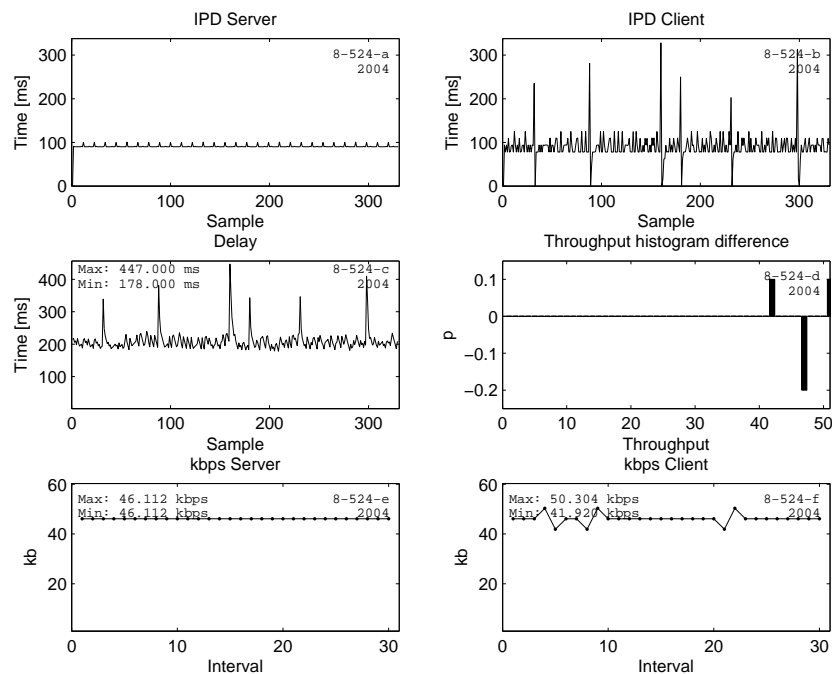 IPD Server
Time [ms]
300
200
100
0
8-524-a
2004
0 100 200 300
Sample
IPD Client
Time [ms]
300
200
100
0
8-524-b
2004
0 100 200 300
Sample
Delay
Time [ms]
400
300
200
100
Max: 447.000 ms
Min: 178.000 ms
8-524-c
2004
0 100 200 300
Sample
Throughput histogram difference
p
0.1
0
−0.1
−0.2
8-524-d
2004
0 10 20 30 40 50
Throughput
kbps Server
kb
60
40
20
Max: 46.112 kbps
Min: 46.112 kbps
8-524-e
2004
0 10 20 30
Interval
kbps Client
kb
60
40
20
Max: 50.304 kbps
Min: 41.920 kbps
8-524-f
2004
0 10 20 30
Interval